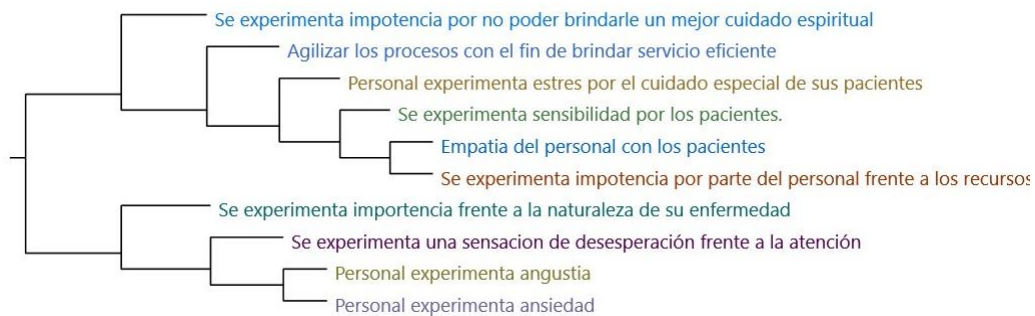 Se experimenta impotencia por no poder brindarle un mejor cuidado espiritual
Agilizar los procesos con el fin de brindar servicio eficiente
Personal experimenta estres por el cuidado especial de sus pacientes
Se experimenta sensibilidad por los pacientes.
Empatia del personal con los pacientes
Se experimenta impotencia por parte del personal frente a los recursos
Se experimenta importencia frente a la naturaleza de su enfermedad
Se experimenta una sensacion de desesperación frente a la atención
Personal experimenta angustia
Personal experimenta ansiedad